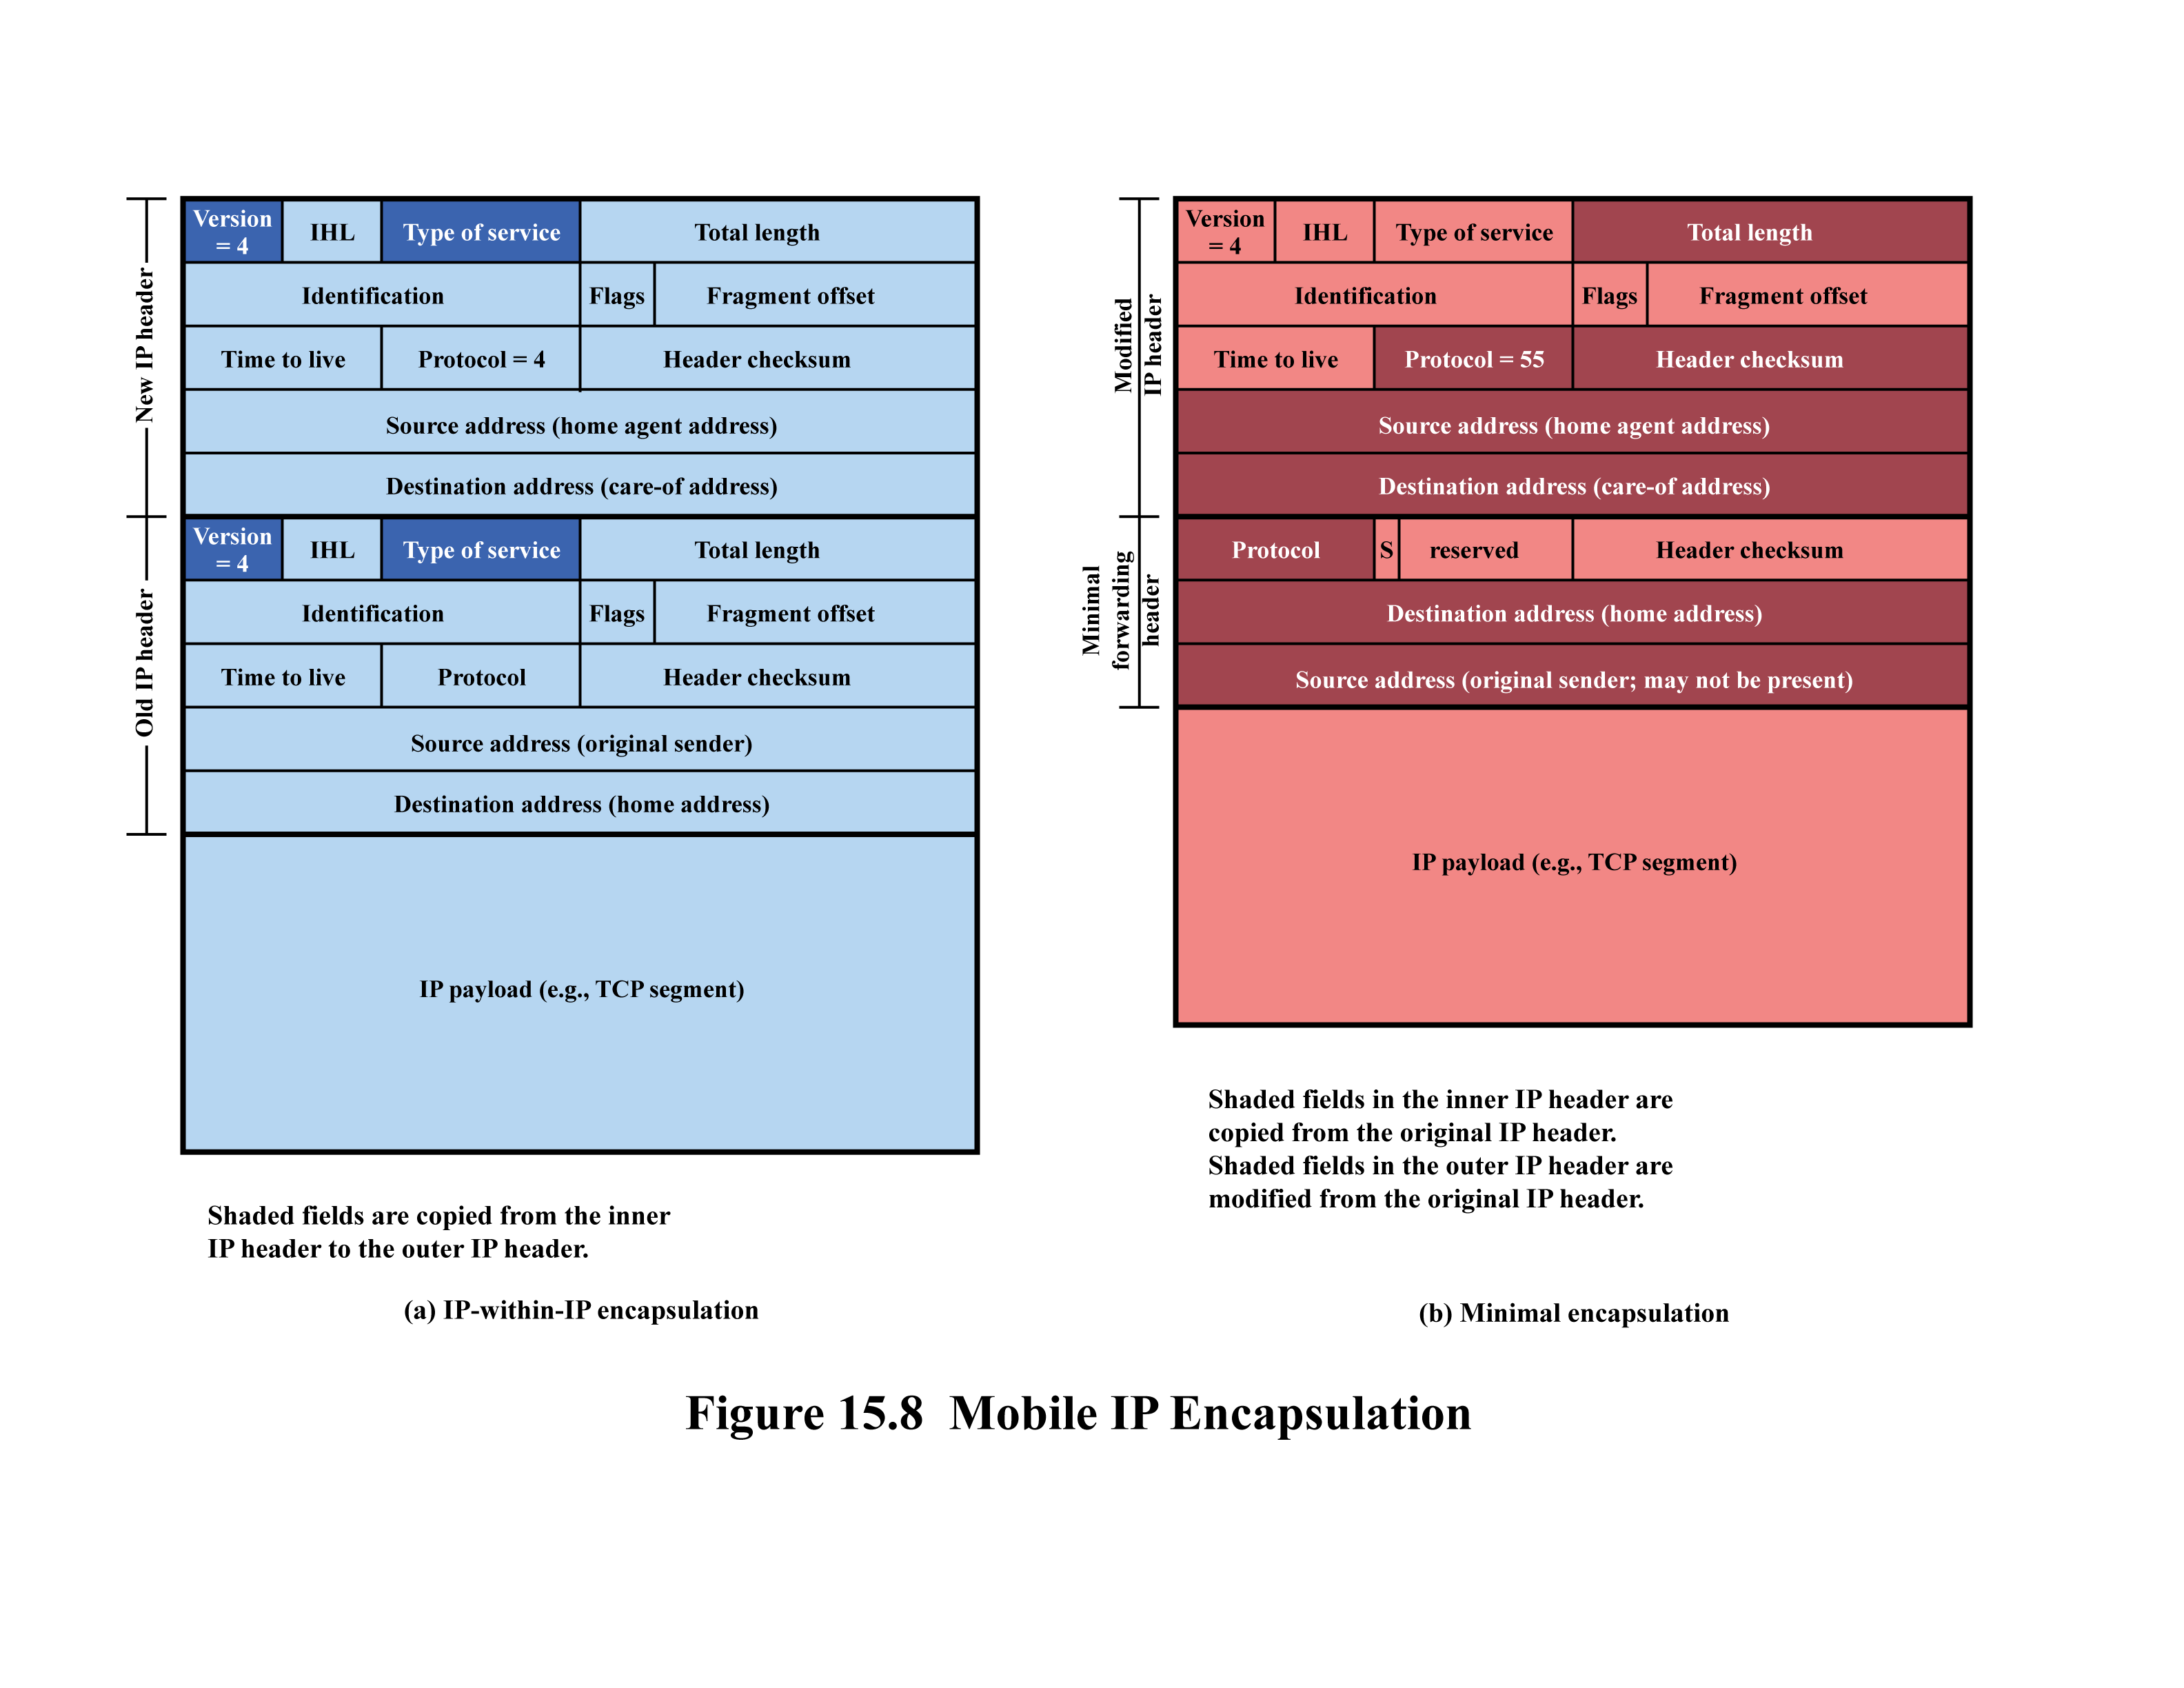 New IP header
Version
= 4
IHL
Type of service
Total length
Identification
Flags
Fragment offset
Time to live
Protocol = 4
Header checksum
Source address (home agent address)
Destination address (care-of address)
Old IP header
Version
= 4
IHL
Type of service
Total length
Identification
Flags
Fragment offset
Time to live
Protocol
Header checksum
Source address (original sender)
Destination address (home address)
IP payload (e.g., TCP segment)
Shaded fields are copied from the inner
IP header to the outer IP header.
(a) IP-within-IP encapsulation
Modified
IP header
Version
= 4
IHL
Type of service
Total length
Identification
Flags
Fragment offset
Time to live
Protocol = 55
Header checksum
Source address (home agent address)
Destination address (care-of address)
Minimal
forwarding
header
Protocol
S
reserved
Header checksum
Destination address (home address)
Source address (original sender; may not be present)
IP payload (e.g., TCP segment)
Shaded fields in the inner IP header are
copied from the original IP header.
Shaded fields in the outer IP header are
modified from the original IP header.
(b) Minimal encapsulation
Figure 15.8 Mobile IP Encapsulation